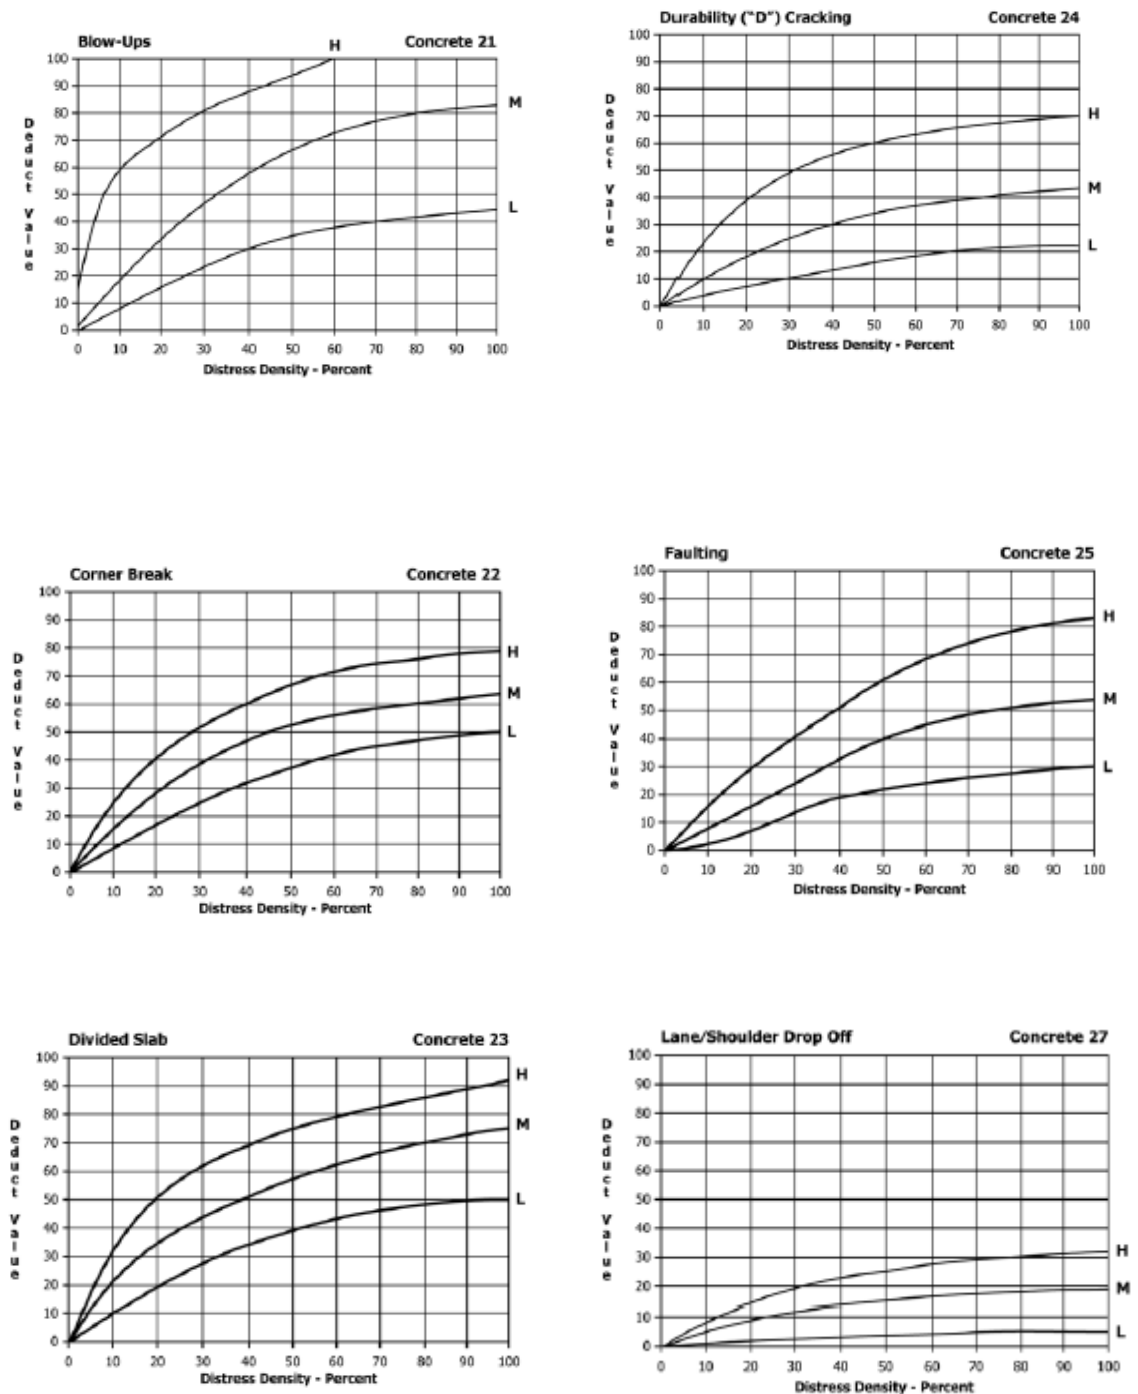 Blow-Ups Concrete 21
H
100
90
80
70
60
50
40
30
20
10
0
M
L
Deduct Value
0 10 20 30 40 50 60 70 80 90 100
Distress Density - Percent
Durability ("D") Cracking Concrete 24
100
90
80
70
60
50
40
30
20
10
0
H
M
L
Deduct Value
0 10 20 30 40 50 60 70 80 90 100
Distress Density - Percent
Corner Break Concrete 22
100
90
80
70
60
50
40
30
20
10
0
H
M
L
Deduct Value
0 10 20 30 40 50 60 70 80 90 100
Distress Density - Percent
Faulting Concrete 25
100
90
80
70
60
50
40
30
20
10
0
H
M
L
Deduct Value
0 10 20 30 40 50 60 70 80 90 100
Distress Density - Percent
Divided Slab Concrete 23
100
90
80
70
60
50
40
30
20
10
0
H
M
L
Deduct Value
0 10 20 30 40 50 60 70 80 90 100
Distress Density - Percent
Lane/Shoulder Drop Off Concrete 27
100
90
80
70
60
50
40
30
20
10
0
H
M
L
Deduct Value
0 10 20 30 40 50 60 70 80 90 100
Distress Density - Percent